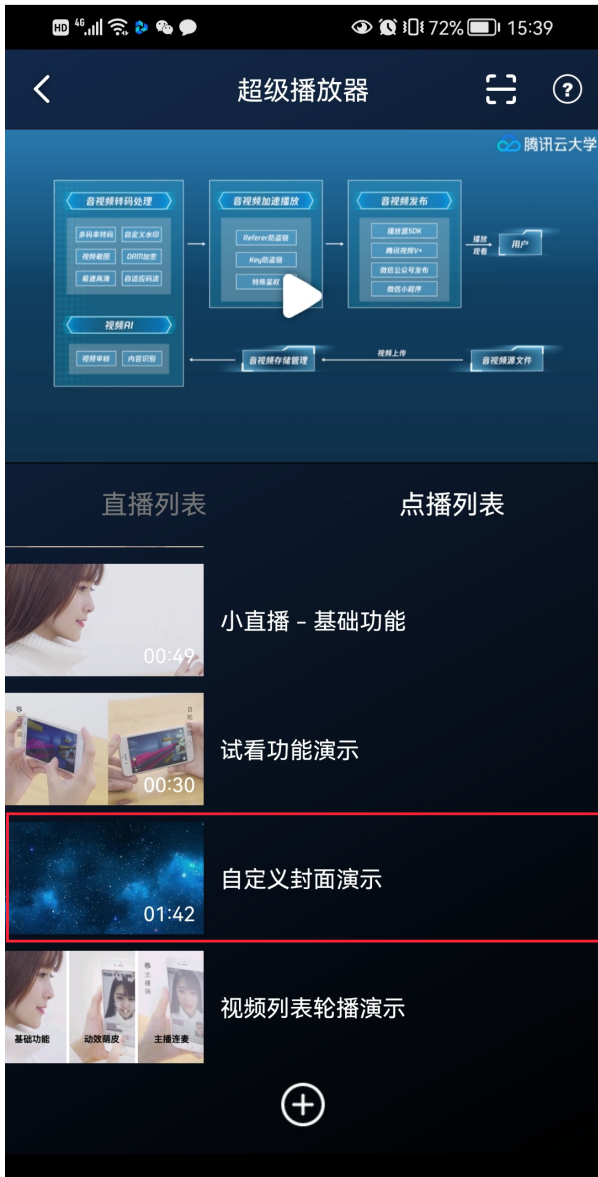 HD 4G 72% 15:39
超级播放器
腾讯云大学
音视频转码处理
音视频加速播放
音视频发布
多码率转码 自定义水印
视频截图 DRM加密
极速高清 自适应码流
Referer防盗链
Key防盗链
特殊鉴权
播放器SDK
腾讯视频V+
微信公众号发布
微信小程序
播放
观看
用户
视频AI
视频审核 内容识别
音视频存储管理
视频上传
音视频源文件
直播列表 点播列表
00:49
小直播 – 基础功能
00:30
试看功能演示
01:42
自定义封面演示
基础功能 动效萌皮 主播连麦
视频列表轮播演示